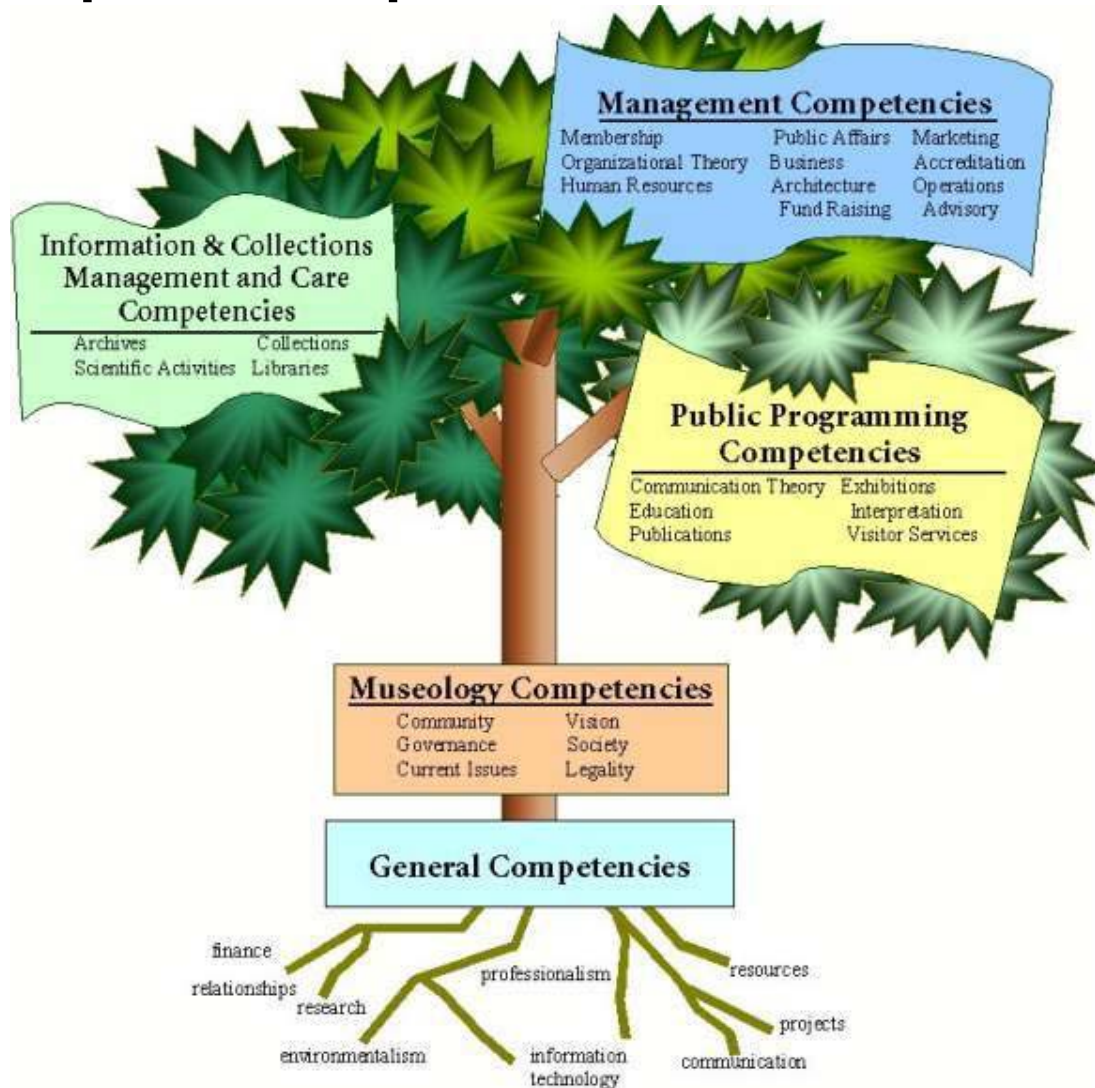 Management Competencies
Membership Public Affairs Marketing
Organizational Theory Business Accreditation
Human Resources Architecture Operations
Fund Raising Advisory
Information & Collections
Management and Care
Competencies
Archives Collections
Scientific Activities Libraries
Public Programming
Competencies
Communication Theory Exhibitions
Education Interpretation
Publications Visitor Services
Museology Competencies
Community Vision
Governance Society
Current Issues Legality
General Competencies
finance
relationships
research
environmentalism
professionalism
information
technology
resources
projects
communication